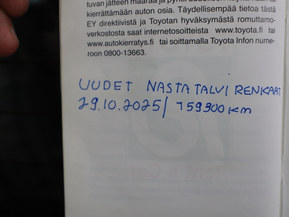 tuvan jätteen määrää ja pyrk
kierrättämään auton osia. Täydellisempää tietoa tästä
EY direktiivistä ja Toyotan hyväksymästä romuttamo-
verkostosta saat internetosoitteista www.toyota.fi tai
www.autokierratys.fi tai soittamalla Toyota Infon nume-
roon 0800-13663.
UUDET NASTATALVIRENKAAT
29.10.2025/ 159300 km